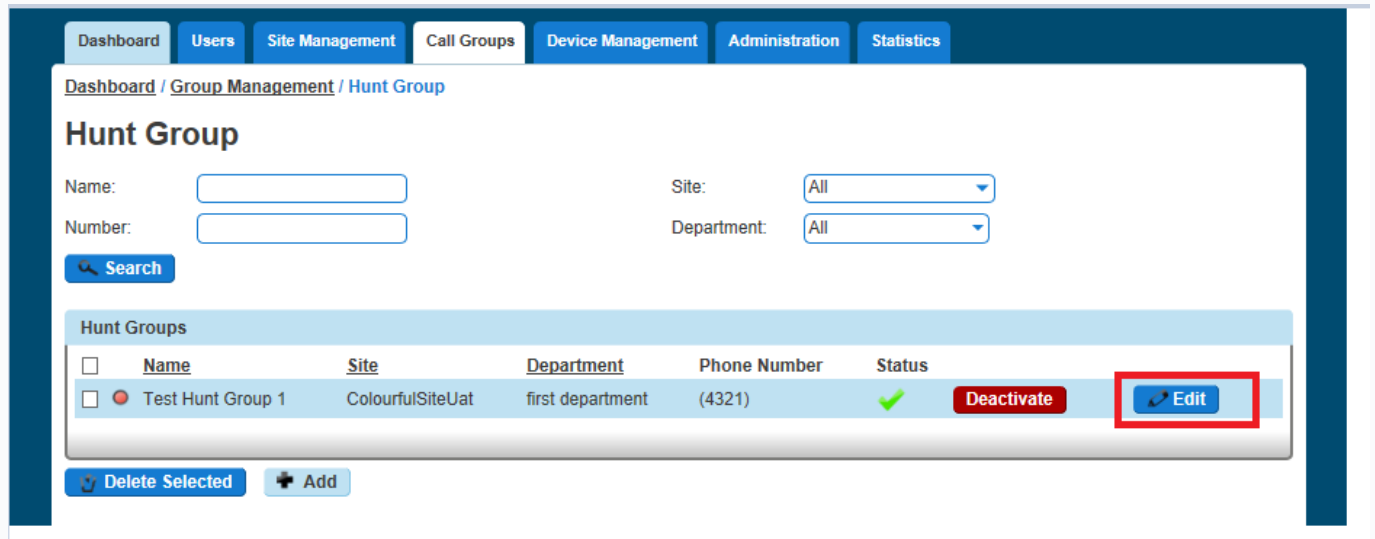 Dashboard Users Site Management Call Groups Device Management Administration Statistics
Dashboard / Group Management / Hunt Group
Hunt Group
Name: Site: All
Number: Department: All
Search
Hunt Groups
Name Site Department Phone Number Status
Test Hunt Group 1 ColourfulSiteUat first department (4321) Deactivate Edit
Delete Selected Add